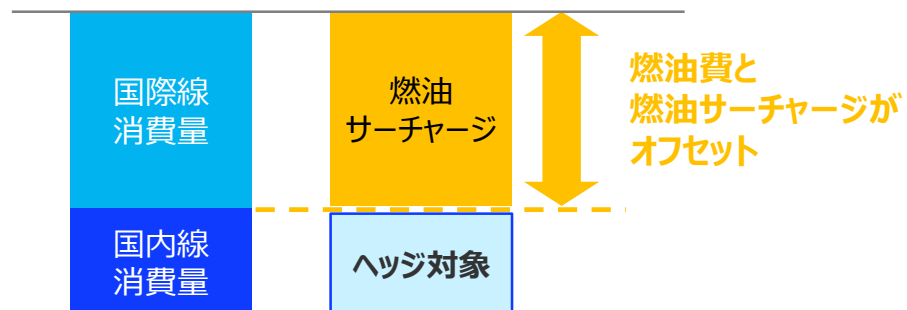 国際線
消費量
燃油
サーチャージ
燃油費と
燃油サーチャージが
オフセット
国内線
消費量
ヘッジ対象